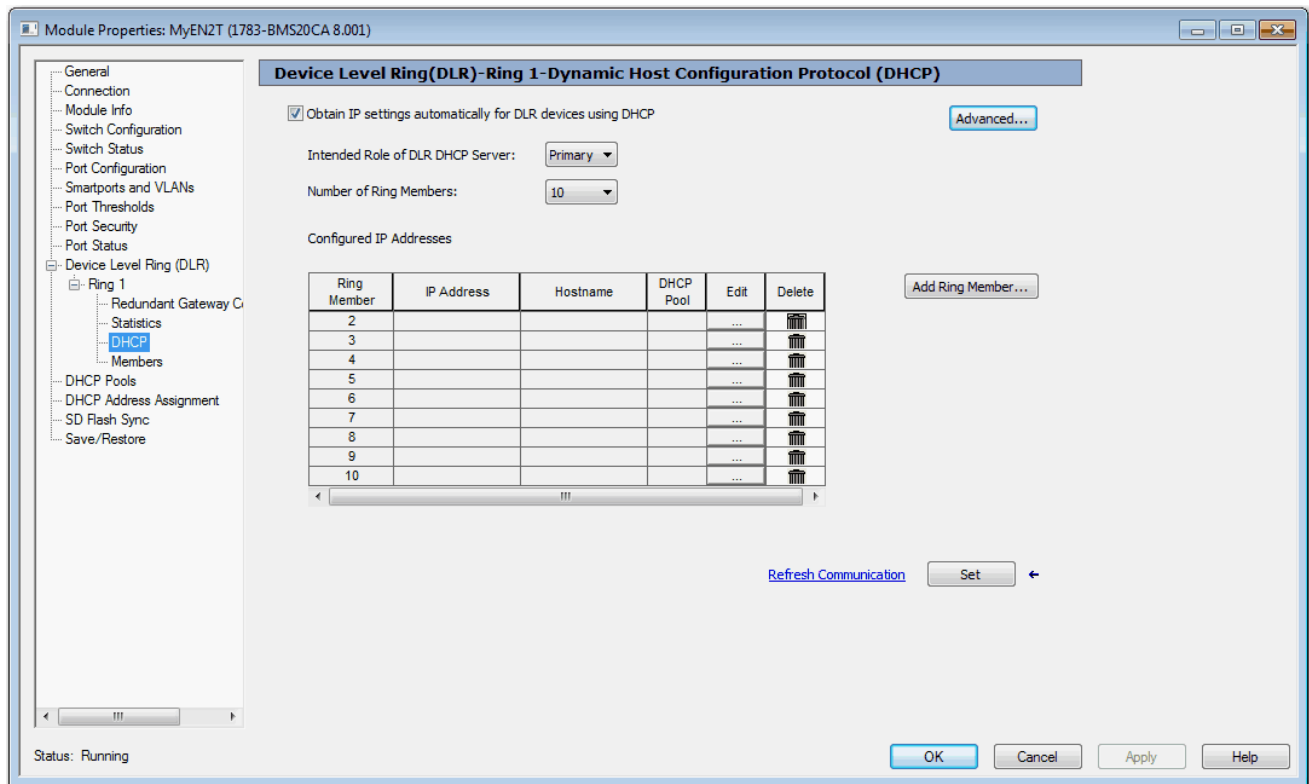 Module Properties: MyEN2T (1783-BMS20CA 8.001)
General
Connection
Module Info
Switch Configuration
Switch Status
Port Configuration
Smartports and VLANs
Port Thresholds
Port Security
Port Status
Device Level Ring (DLR)
Ring 1
Redundant Gateway C
Statistics
DHCP
Members
DHCP Pools
DHCP Address Assignment
SD Flash Sync
Save/Restore
Device Level Ring(DLR)-Ring 1-Dynamic Host Configuration Protocol (DHCP)
Obtain IP settings automatically for DLR devices using DHCP
Advanced...
Intended Role of DLR DHCP Server: Primary
Number of Ring Members: 10
Configured IP Addresses
Ring Member IP Address Hostname DHCP Pool Edit Delete
2 ...
3 ...
4 ...
5 ...
6 ...
7 ...
8 ...
9 ...
10 ...
Add Ring Member...
Refresh Communication Set
Status: Running
OK Cancel Apply Help